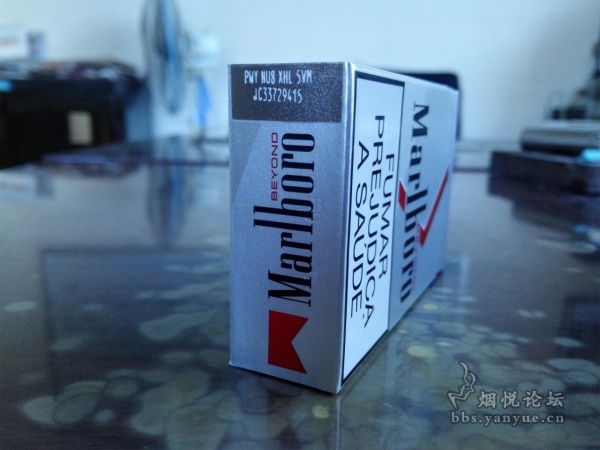 PWY NU8 XHL 5VM
JC33729415
BEYOND
Marlboro
FUMAR
PREJUDICA
A SAÚDE
Marlboro
烟悦论坛
bbs.yanyue.cn